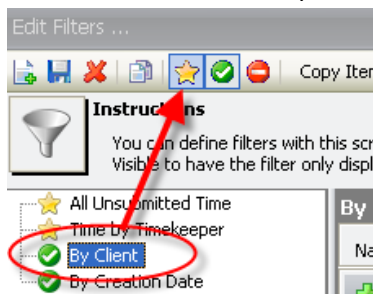 Edit Filters ...
Copy Iter
Instructions
You can define filters with this scr
Visible to have the filter only displ
All Unsubmitted Time
Time by Timekeeper
By Client
By Creation Date
By
Na